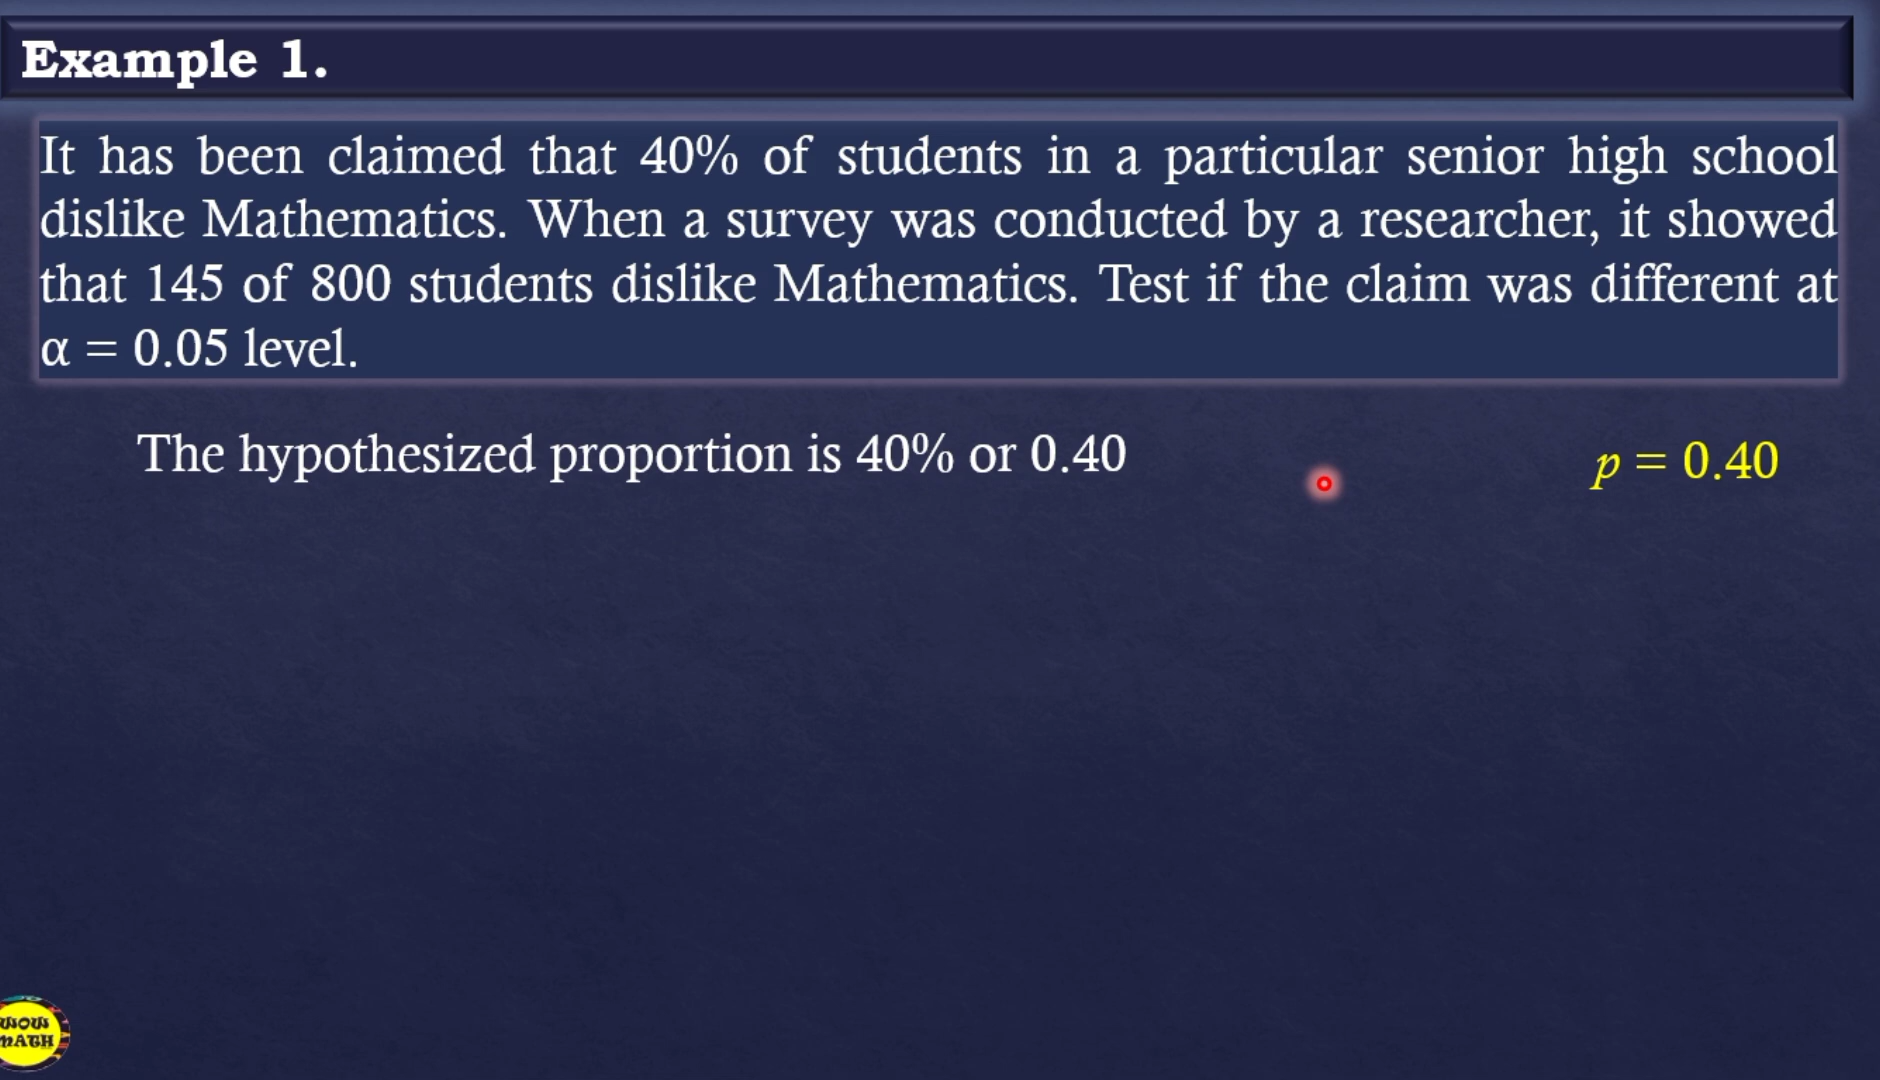 Example 1.
It has been claimed that 40% of students in a particular senior high school
dislike Mathematics. When a survey was conducted by a researcher, it showed
that 145 of 800 students dislike Mathematics. Test if the claim was different at
α = 0.05 level.
The hypothesized proportion is 40% or 0.40
p = 0.40
WOW
MATH